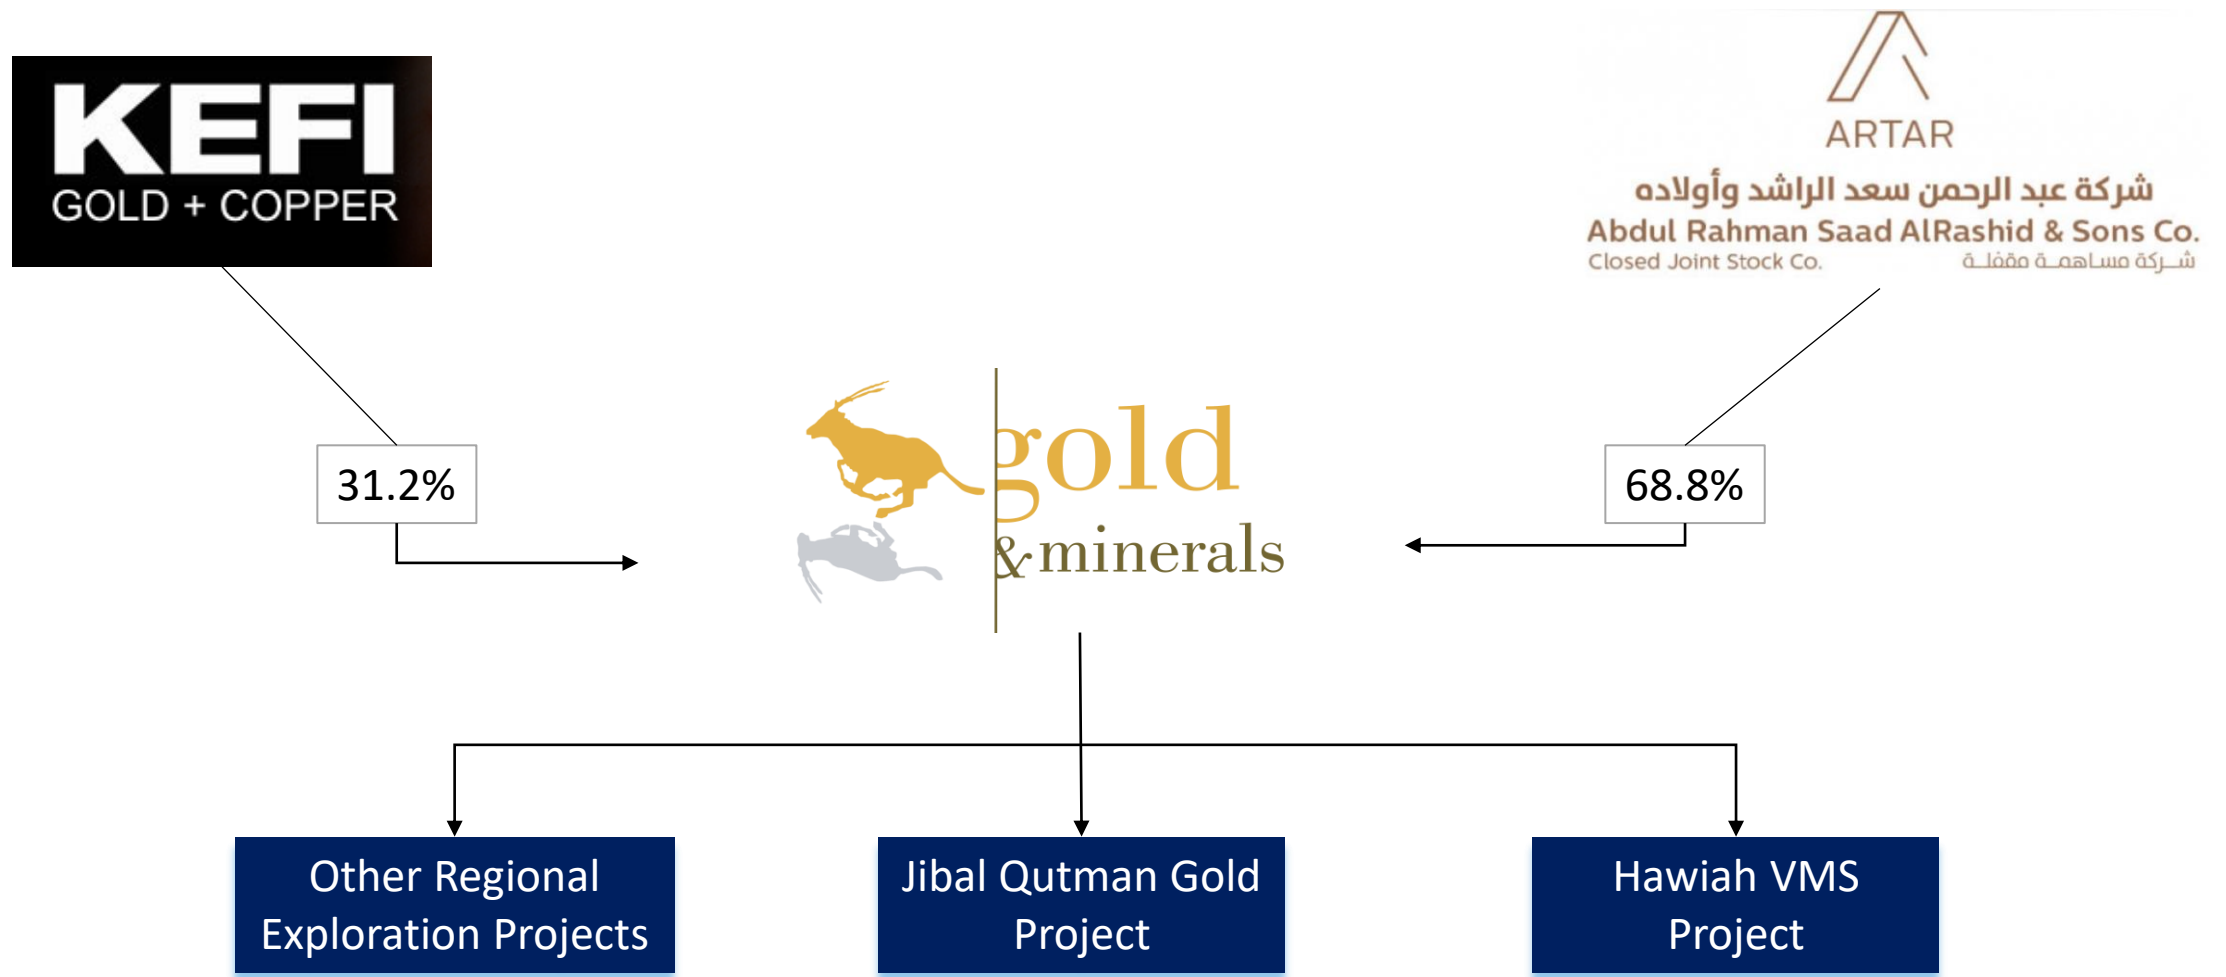 KEFI
GOLD + COPPER
ARTAR
شركة عبد الرحمن سعد الراشد وأولاده
Abdul Rahman Saad AlRashid & Sons Co.
Closed Joint Stock Co. شركة مساهمة مقفلة
31.2%
68.8%
gold
&minerals
Other Regional
Exploration Projects
Jibal Qutman Gold
Project
Hawiah VMS
Project